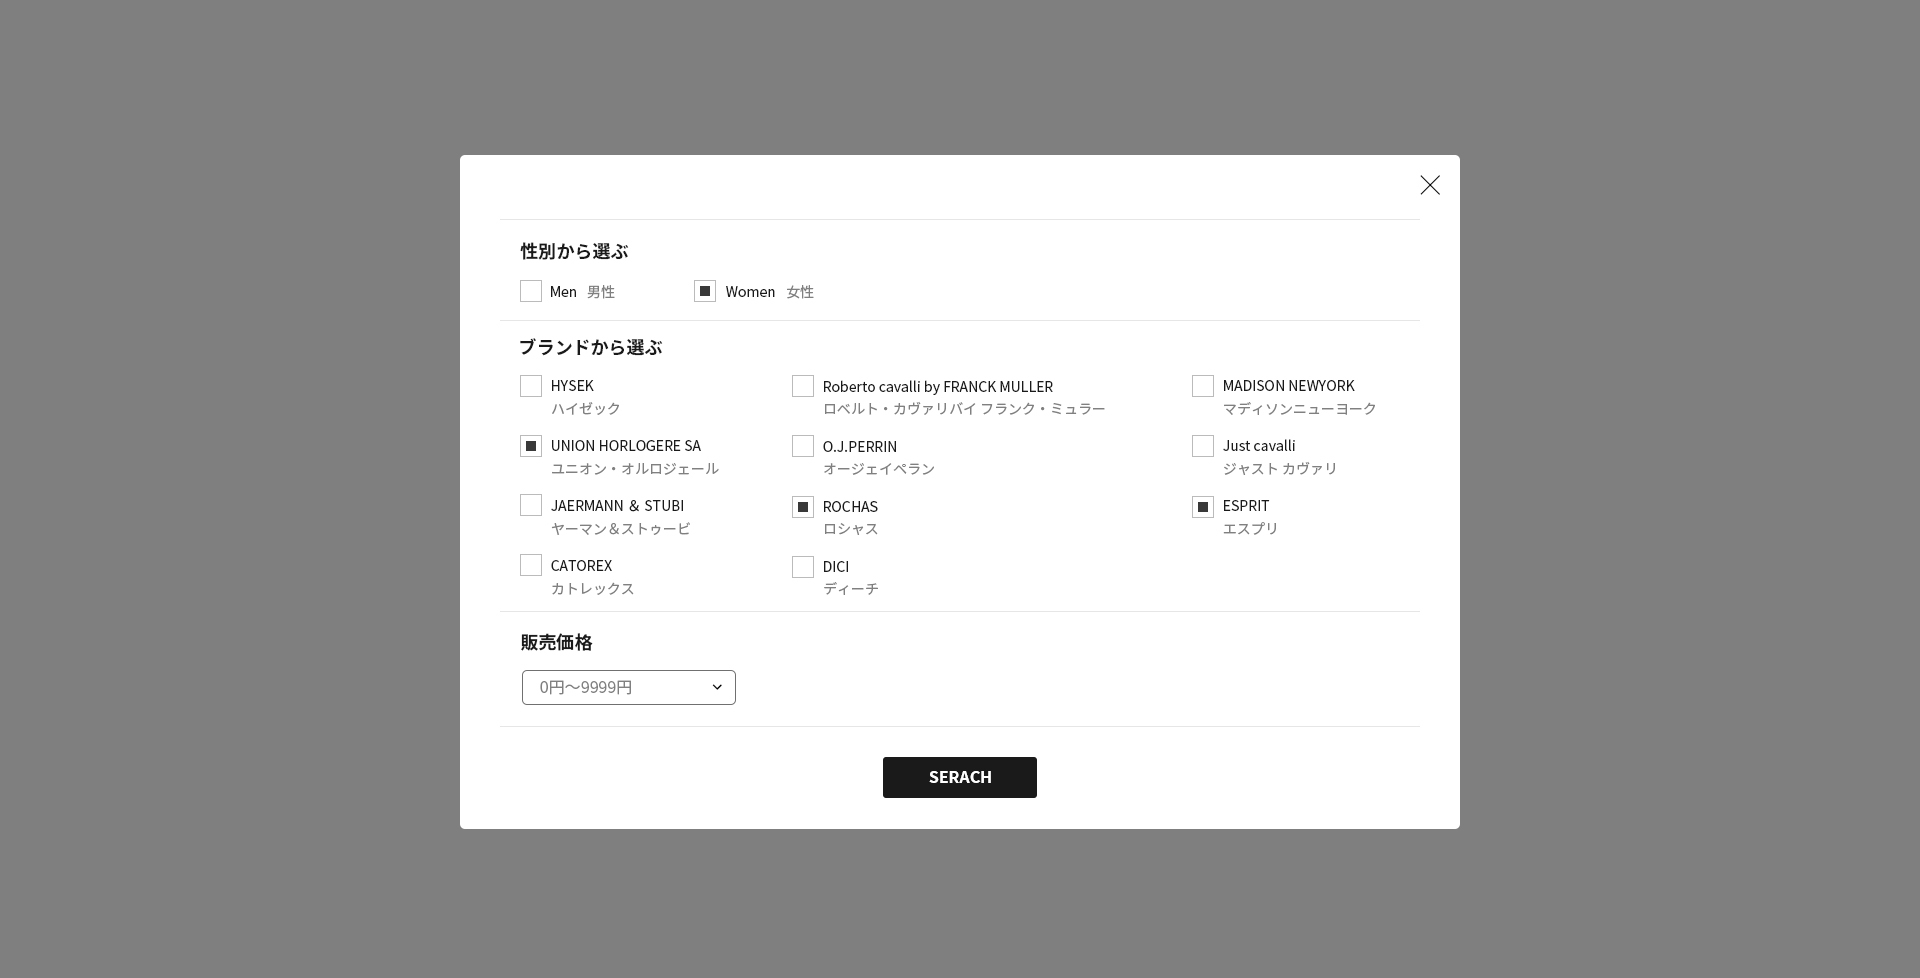 性別から選ぶ
Men 男性
Women 女性
ブランドから選ぶ
HYSEK
ハイゼック
Roberto cavalli by FRANCK MULLER
ロベルト・カヴァリバイ フランク・ミュラー
MADISON NEWYORK
マディソンニューヨーク
UNION HORLOGERE SA
ユニオン・オルロジェール
O.J.PERRIN
オージェイペラン
Just cavalli
ジャスト カヴァリ
JAERMANN ＆ STUBI
ヤーマン＆ストゥービ
ROCHAS
ロシャス
ESPRIT
エスプリ
CATOREX
カトレックス
DICI
ディーチ
販売価格
0円〜9999円
SERACH